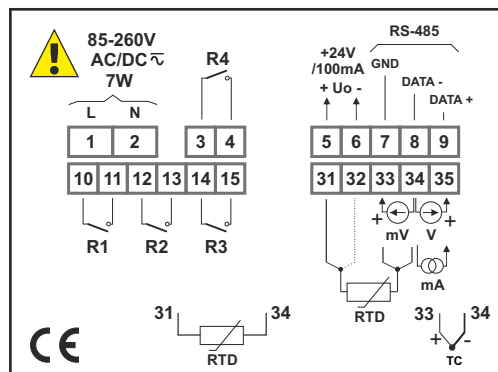 85-260V
AC/DC
7W
L N
R4
+24V
/100mA
+ Uo -
RS-485
GND
DATA -
DATA +
1 2 3 4 5 6 7 8 9
10 11 12 13 14 15 31 32 33 34 35
R1 R2 R3
+ mV V +
mA
RTD
31 34
RTD
33 34
+ -
TC
CE